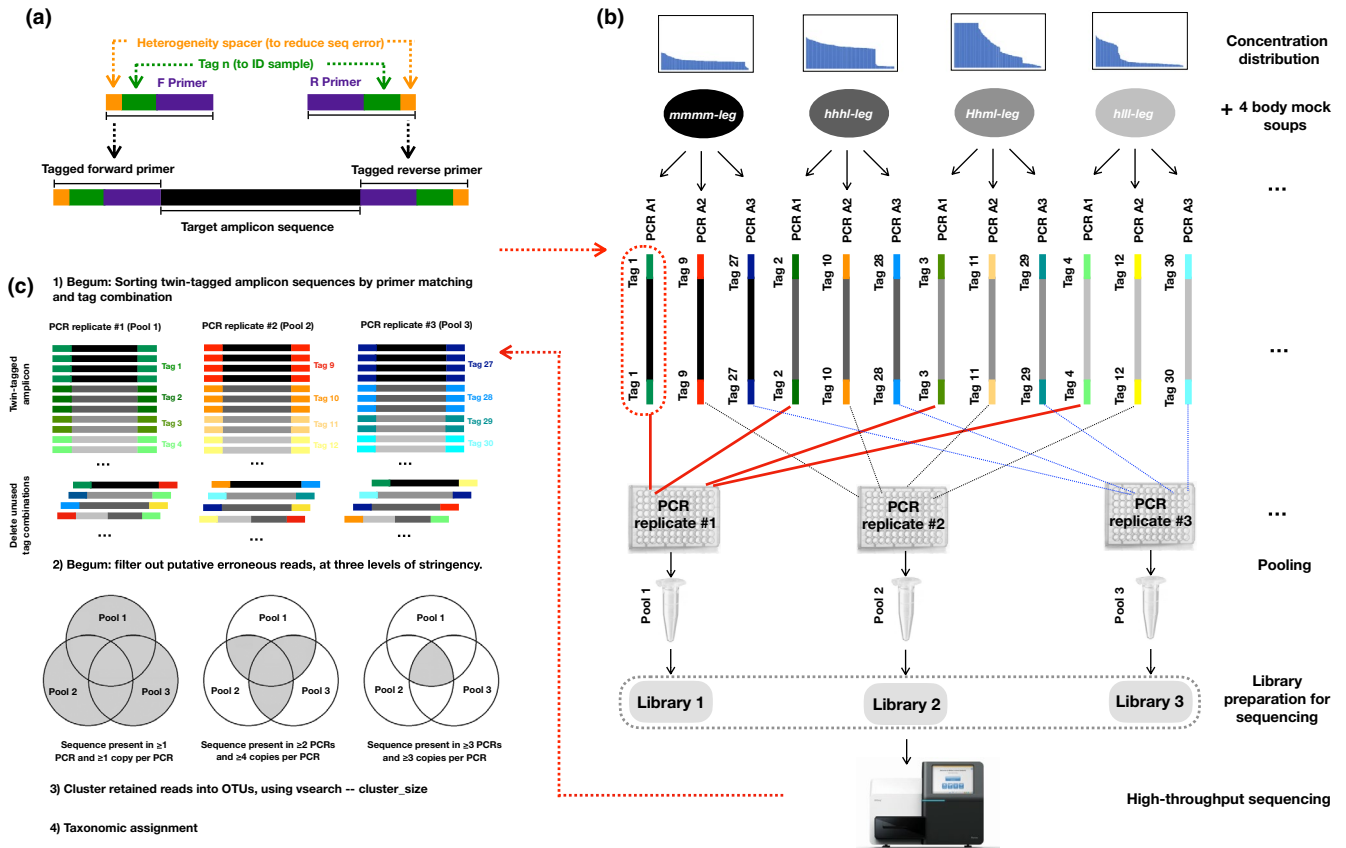 (a)
Heterogeneity spacer (to reduce seq error)
Tag n (to ID sample)
F Primer
R Primer
Tagged forward primer
Tagged reverse primer
Target amplicon sequence
(b)
Concentration
distribution
mmmm-leg
hhhl-leg
Hhml-leg
hlll-leg
+ 4 body mock
soups
...
PCR A1
PCR A2
PCR A3
PCR A1
PCR A2
PCR A3
PCR A1
PCR A2
PCR A3
PCR A1
PCR A2
PCR A3
Tag 1
Tag 9
Tag 27
Tag 2
Tag 10
Tag 28
Tag 3
Tag 11
Tag 29
Tag 4
Tag 12
Tag 30
...
Tag 1
Tag 9
Tag 27
Tag 2
Tag 10
Tag 28
Tag 3
Tag 11
Tag 29
Tag 4
Tag 12
Tag 30
PCR
replicate #1
PCR
replicate #2
PCR
replicate #3
...
Pooling
Pool 1
Pool 2
Pool 3
Library 1
Library 2
Library 3
Library
preparation for
sequencing
High-throughput sequencing
(c)
1) Begum: Sorting twin-tagged amplicon sequences by primer matching
and tag combination
PCR replicate #1 (Pool 1)
PCR replicate #2 (Pool 2)
PCR replicate #3 (Pool 3)
Twin-tagged
amplicon
Tag 1
Tag 2
Tag 3
Tag 4
...
Tag 9
Tag 10
Tag 11
Tag 12
...
Tag 27
Tag 28
Tag 29
Tag 30
...
Delete unused
tag combinations
...
...
...
2) Begum: filter out putative erroneous reads, at three levels of stringency.
Pool 1
Pool 2
Pool 3
Pool 1
Pool 2
Pool 3
Pool 1
Pool 2
Pool 3
Sequence present in ≥1
PCR and ≥1 copy per PCR
Sequence present in ≥2 PCRs
and ≥4 copies per PCR
Sequence present in ≥3 PCRs
and ≥3 copies per PCR
3) Cluster retained reads into OTUs, using vsearch -- cluster_size
4) Taxonomic assignment